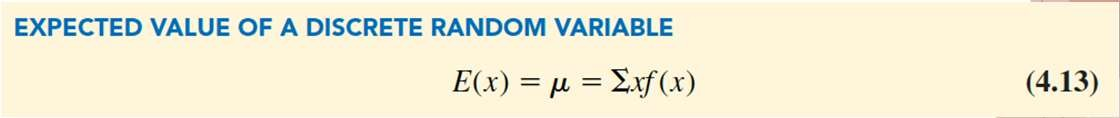 EXPECTED VALUE OF A DISCRETE RANDOM VARIABLE
E(x) = μ = Σxf(x) (4.13)